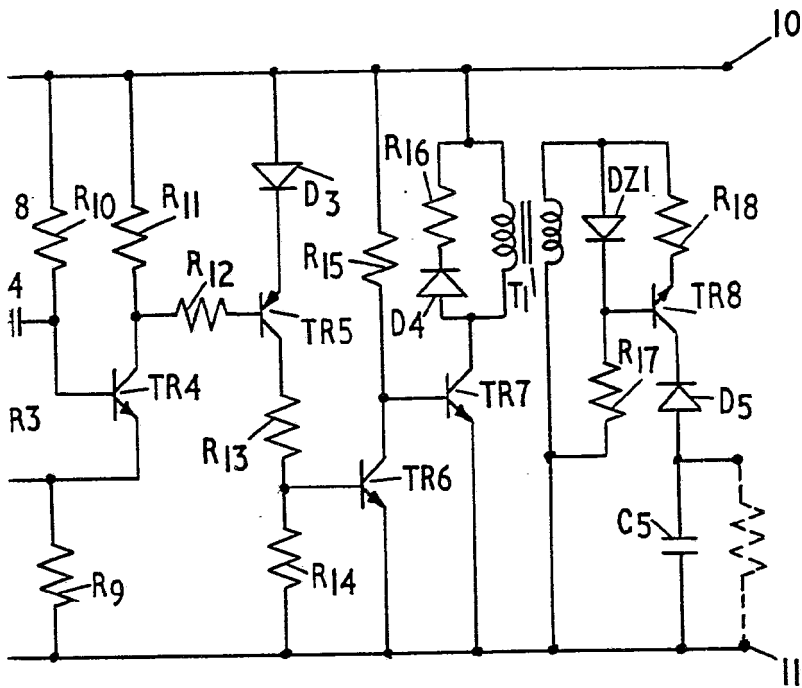 10
8 R10 R11 D3 R16 DZ1 R18
R12 R15
4 TR5 D4 T1 TR8
R3 TR4 TR7 R17 D5
R13 TR6 C5
R9 R14
11